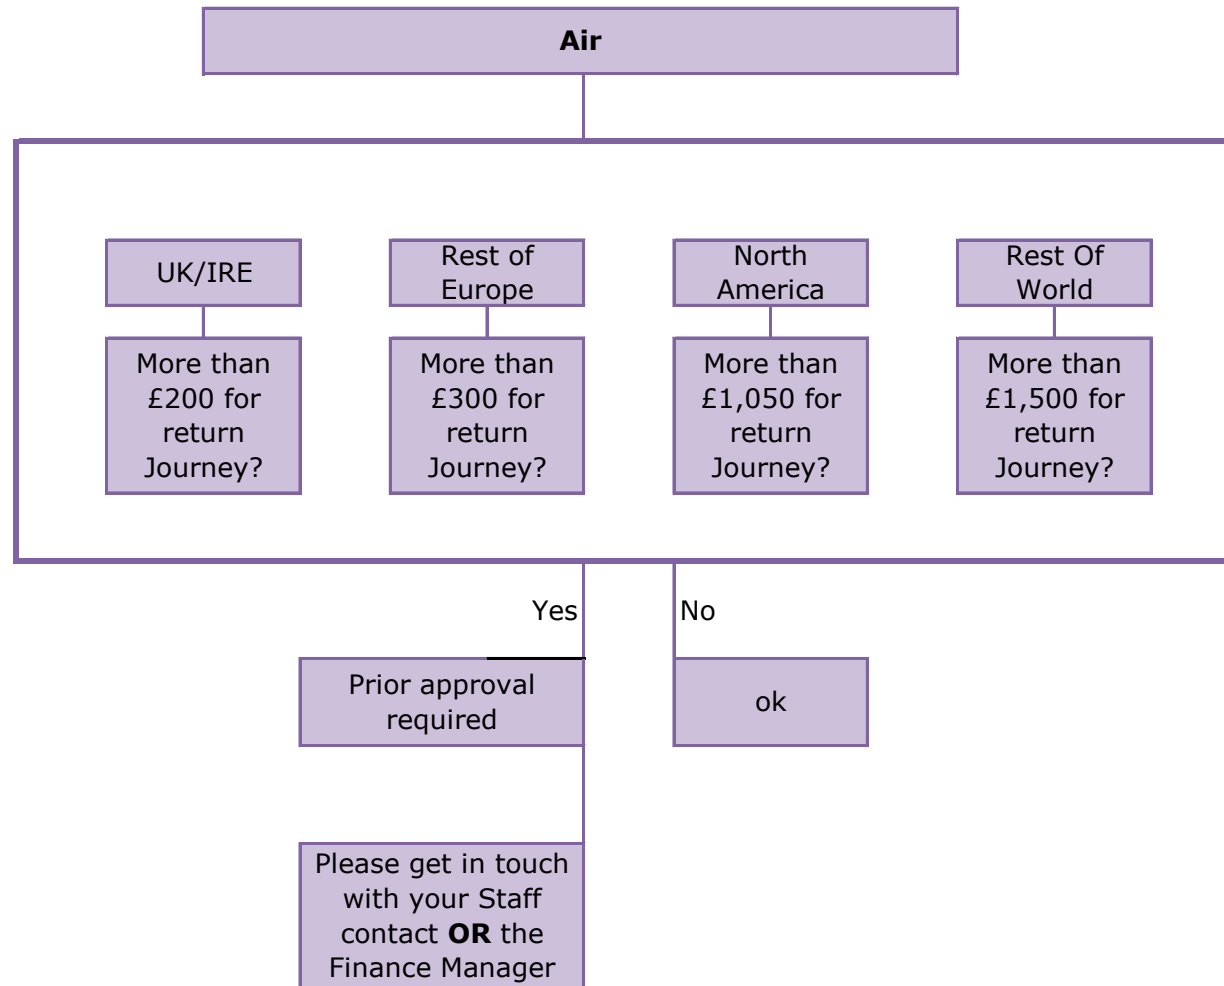 Air
UK/IRE
Rest of
Europe
North
America
Rest Of
World
More than
£200 for
return
Journey?
More than
£300 for
return
Journey?
More than
£1,050 for
return
Journey?
More than
£1,500 for
return
Journey?
Yes
No
Prior approval
required
ok
Please get in touch
with your Staff
contact OR the
Finance Manager